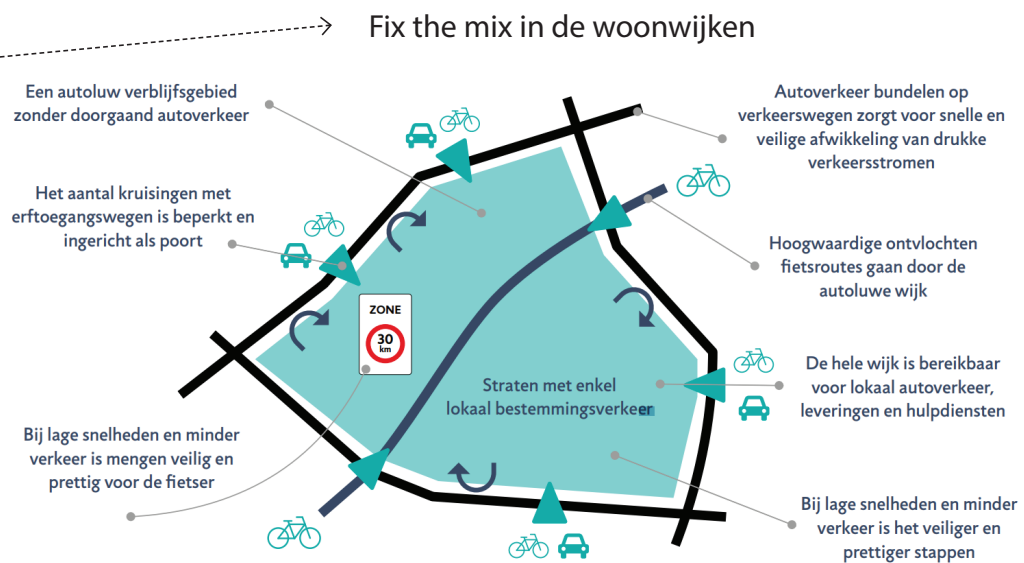 Fix the mix in de woonwijken
Een autoluw verblijfsgebied
zonder doorgaand autoverkeer
Autoverkeer bundelen op
verkeerswegen zorgt voor snelle en
veilige afwikkeling van drukke
verkeersstromen
Het aantal kruisingen met
erftoegangswegen is beperkt en
ingericht als poort
Hoogwaardige ontvlochten
fietsroutes gaan door de
autoluwe wijk
ZONE
30
km
Straten met enkel
lokaal bestemmingsverkeer
De hele wijk is bereikbaar
voor lokaal autoverkeer,
leveringen en hulpdiensten
Bij lage snelheden en minder
verkeer is mengen veilig en
prettig voor de fietser
Bij lage snelheden en minder
verkeer is het veiliger en
prettiger stappen